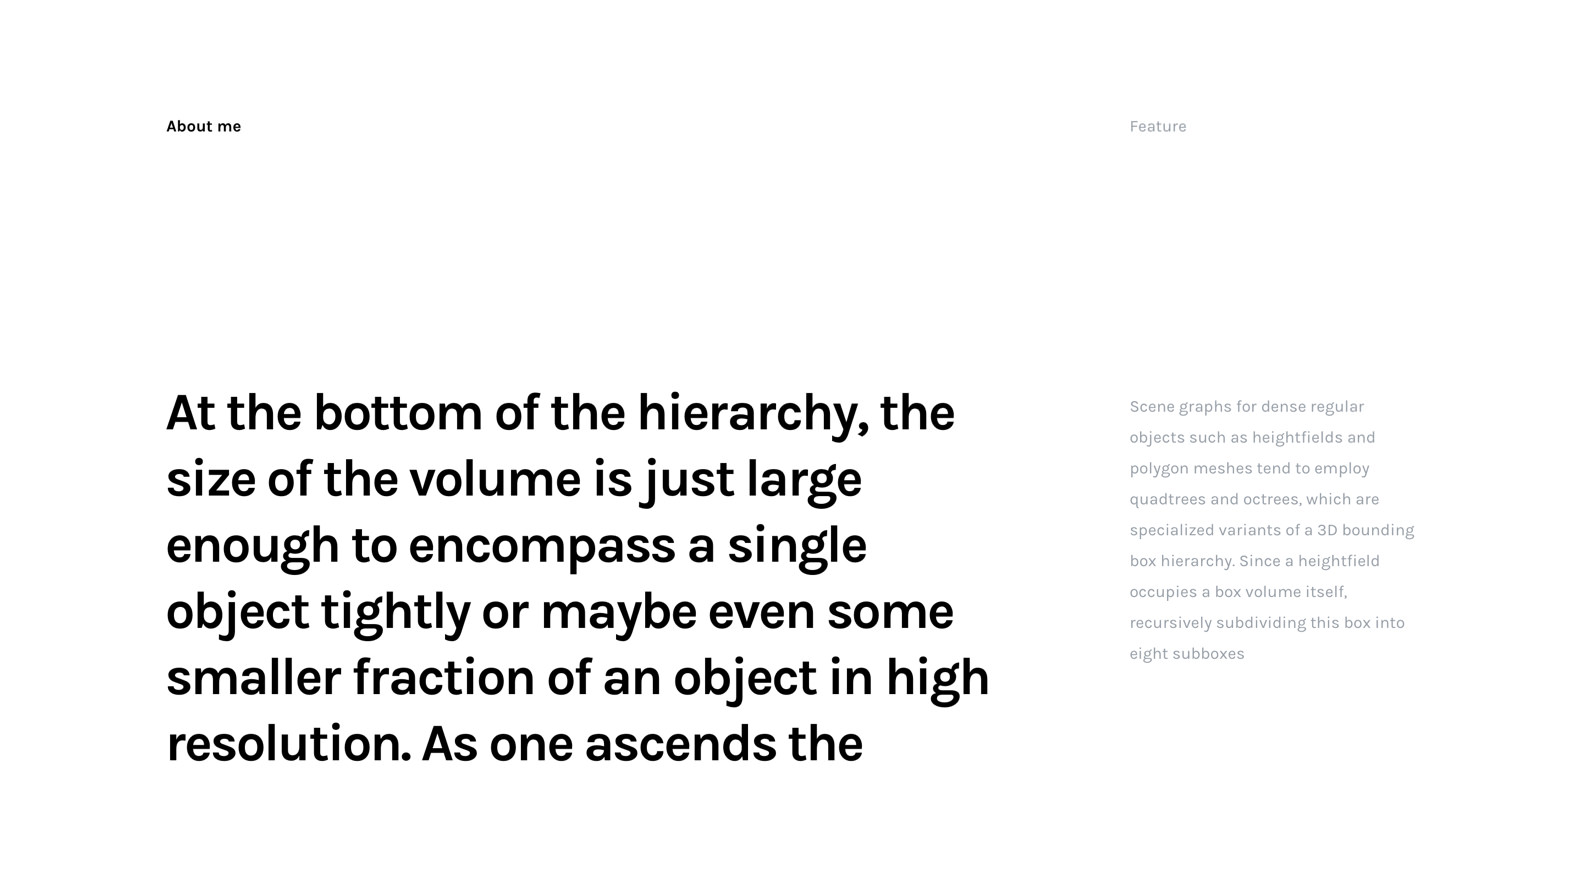 About me
Feature
At the bottom of the hierarchy, the
size of the volume is just large
enough to encompass a single
object tightly or maybe even some
smaller fraction of an object in high
resolution. As one ascends the
Scene graphs for dense regular
objects such as heightfields and
polygon meshes tend to employ
quadtrees and octrees, which are
specialized variants of a 3D bounding
box hierarchy. Since a heightfield
occupies a box volume itself,
recursively subdividing this box into
eight subboxes